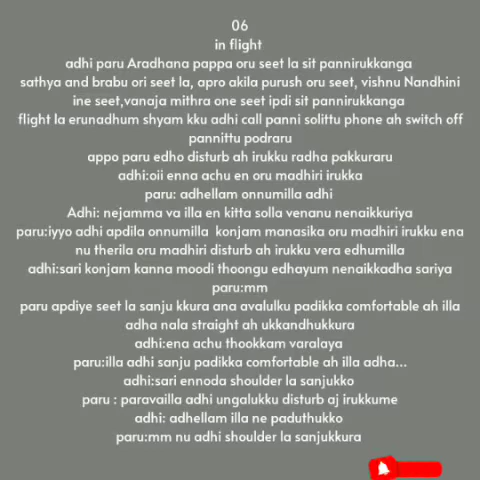 06
in flight
adhi paru Aradhana pappa oru seet la sit pannirukkanga
sathya and brabu ori seet la, apro akila purush oru seet, vishnu Nandhini
ine seet,vanaja mithra one seet ipdi sit pannirukkanga
flight la erunadhum shyam kku adhi call panni solittu phone ah switch off
pannittu podraru
appo paru edho disturb ah irukku radha pakkuraru
adhi:oii enna achu en oru madhiri irukka
paru: adhellam onnumilla adhi
Adhi: nejamma va illa en kitta solla venanu nenaikkuriya
paru:iyyo adhi apdila onnumilla konjam manasika oru madhiri irukku ena
nu therila oru madhiri disturb ah irukku vera edhumilla
adhi:sari konjam kanna moodi thoongu edhayum nenaikkadha sariya
paru:mm
paru apdiye seet la sanju kkura ana avalulku padikka comfortable ah illa
adha nala straight ah ukkandhukkura
adhi:ena achu thookkam varalaya
paru:illa adhi sanju padikka comfortable ah illa adha...
adhi:sari ennoda shoulder la sanjukko
paru : paravailla adhi ungalukku disturb aj irukkume
adhi: adhellam illa ne paduthukko
paru:mm nu adhi shoulder la sanjukkura